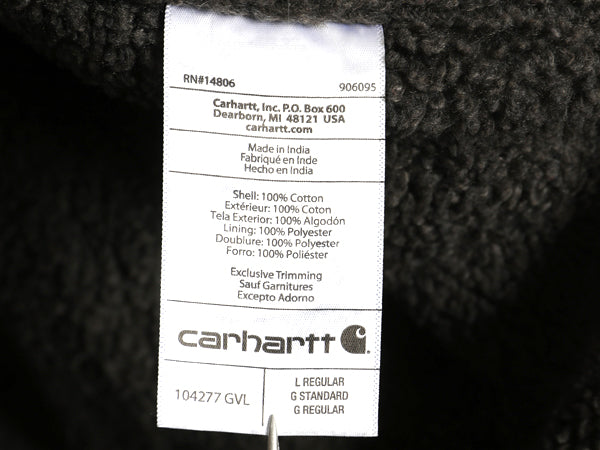 RN#14806 906095
Carhartt, Inc. P.O. Box 600
Dearborn, MI 48121 USA
carhartt.com
Made in India
Fabriqué en Inde
Hecho en India
Shell: 100% Cotton
Extérieur: 100% Coton
Tela Exterior: 100% Algodón
Lining: 100% Polyester
Doublure: 100% Polyester
Forro: 100% Poliéster
Exclusive Trimming
Sauf Garnitures
Excepto Adorno
carhartt
104277 GVL
L REGULAR
G STANDARD
G REGULAR